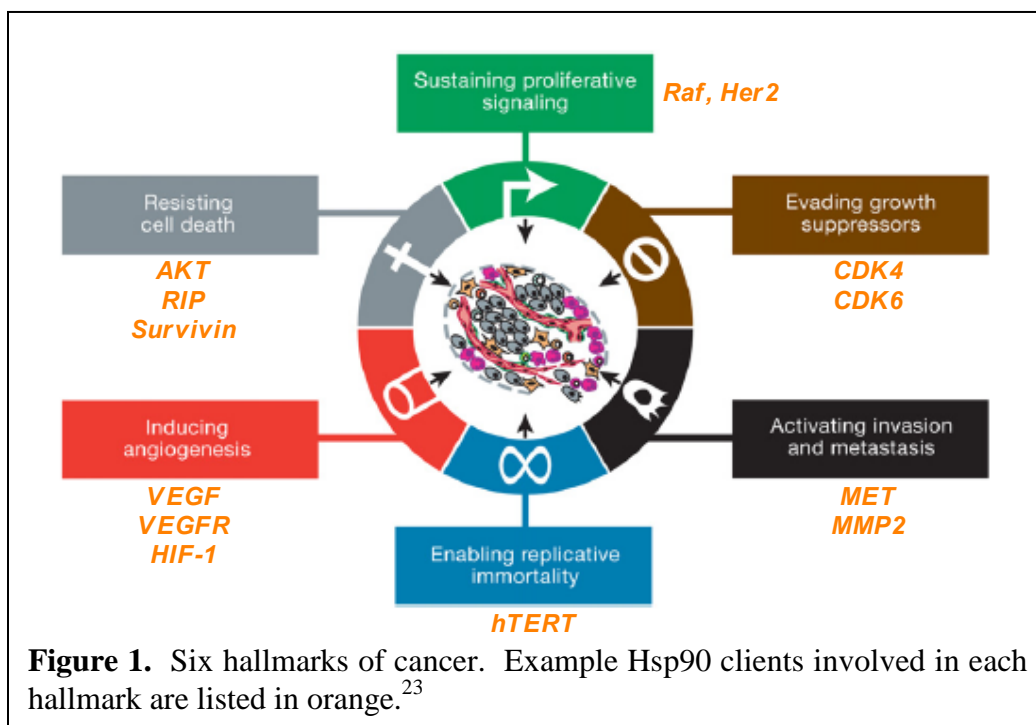 Sustaining proliferative
signaling
Raf, Her2
Resisting
cell death
AKT
RIP
Survivin
Evading growth
suppressors
CDK4
CDK6
Inducing
angiogenesis
VEGF
VEGFR
HIF-1
Activating invasion
and metastasis
MET
MMP2
Enabling replicative
immortality
hTERT
Figure 1. Six hallmarks of cancer. Example Hsp90 clients involved in each
hallmark are listed in orange.23